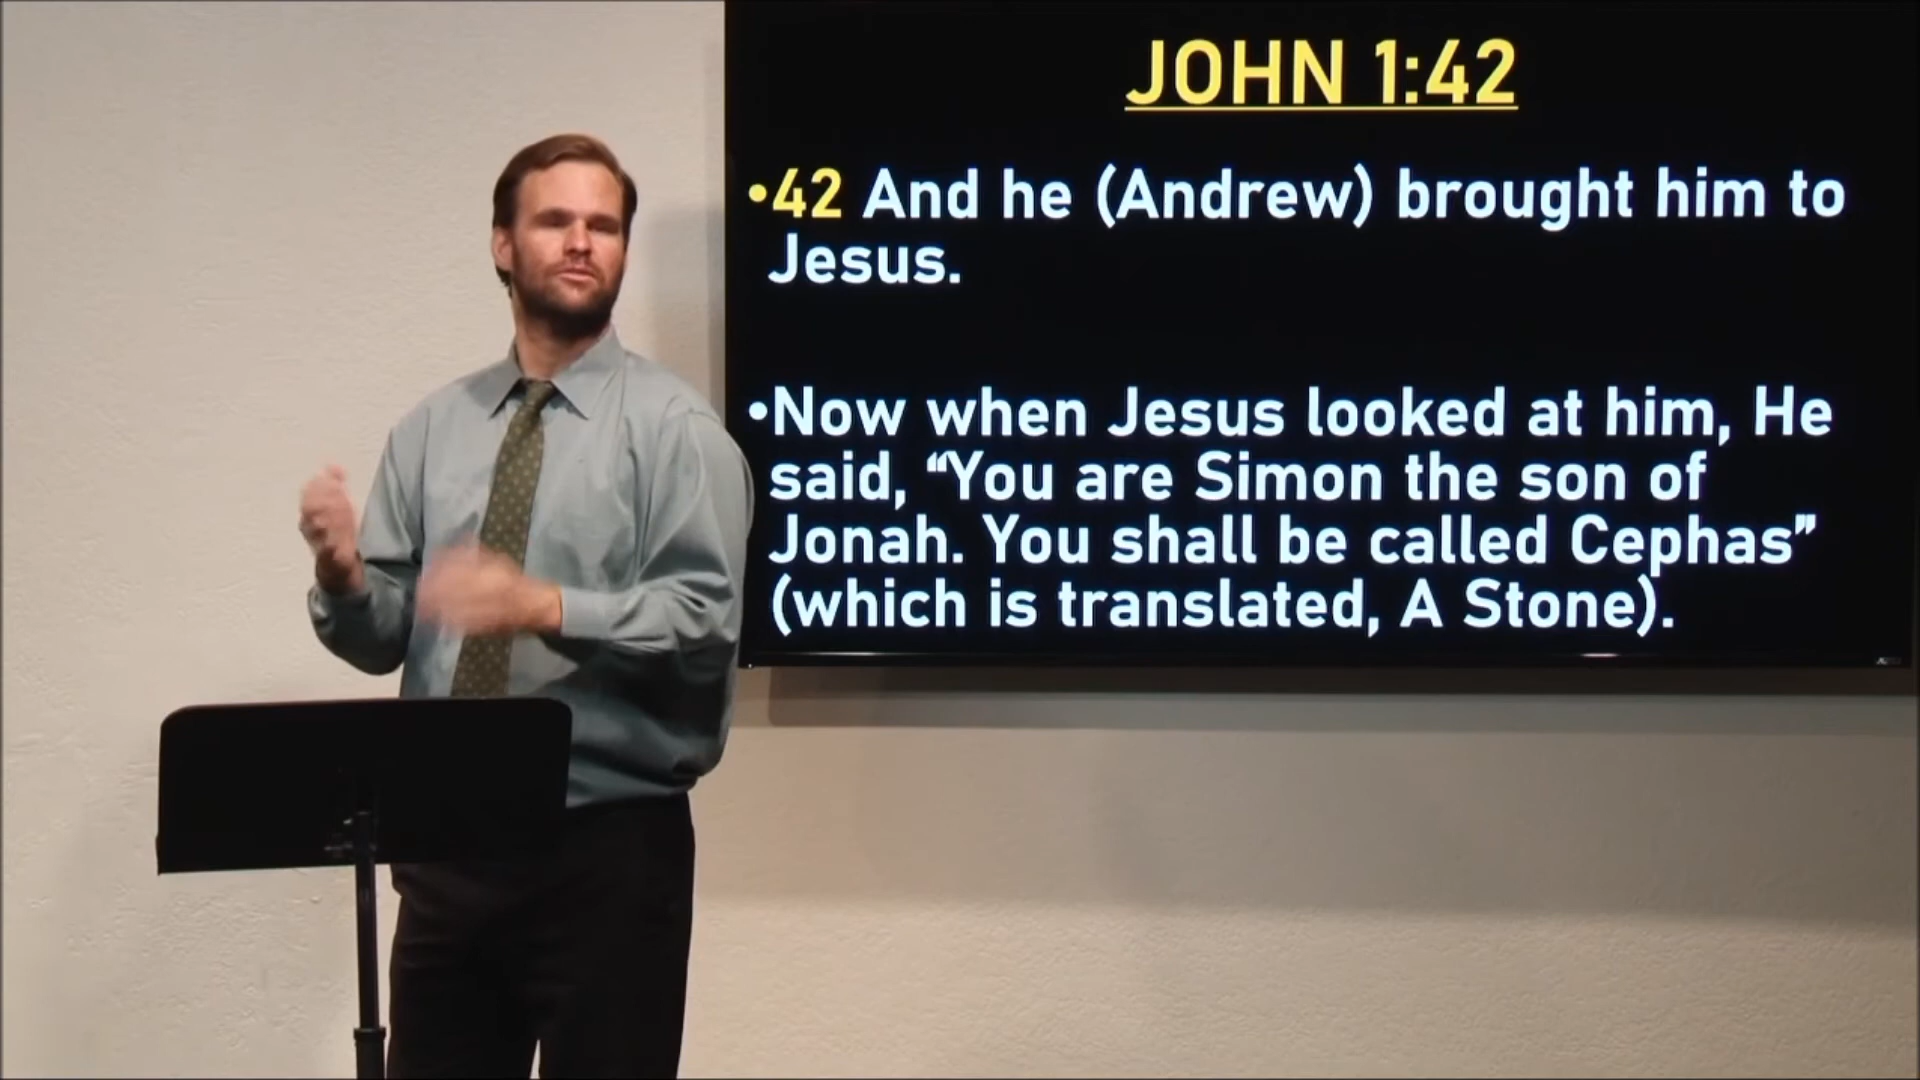 JOHN 1:42
•42 And he (Andrew) brought him to
Jesus.
•Now when Jesus looked at him, He
said, “You are Simon the son of
Jonah. You shall be called Cephas”
(which is translated, A Stone).